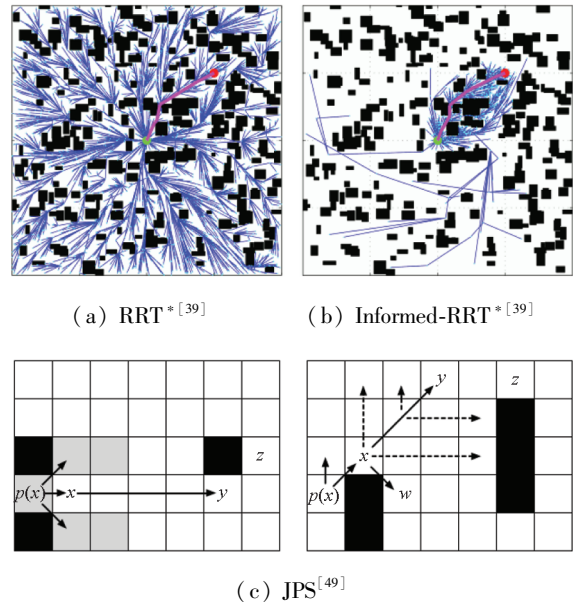 (a) RRT*[39]
(b) Informed-RRT*[39]
y
z
z
x
p(x) x y
p(x) w
(c) JPS[49]